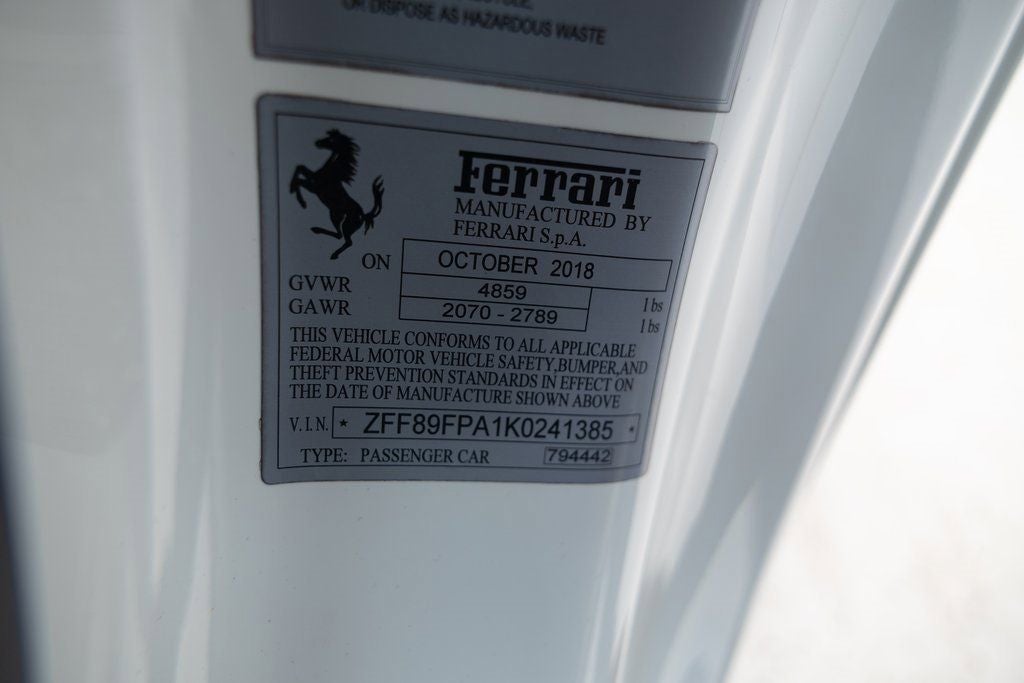 OR DISPOSE AS HAZARDOUS WASTE
Ferrari
MANUFACTURED BY
FERRARI S.p.A.
ON OCTOBER 2018
GVWR 4859 lbs
GAWR 2070 - 2789 lbs
THIS VEHICLE CONFORMS TO ALL APPLICABLE
FEDERAL MOTOR VEHICLE SAFETY,BUMPER,AND
THEFT PREVENTION STANDARDS IN EFFECT ON
THE DATE OF MANUFACTURE SHOWN ABOVE
V.I.N. * ZFF89FPA1K0241385 *
TYPE: PASSENGER CAR 794442